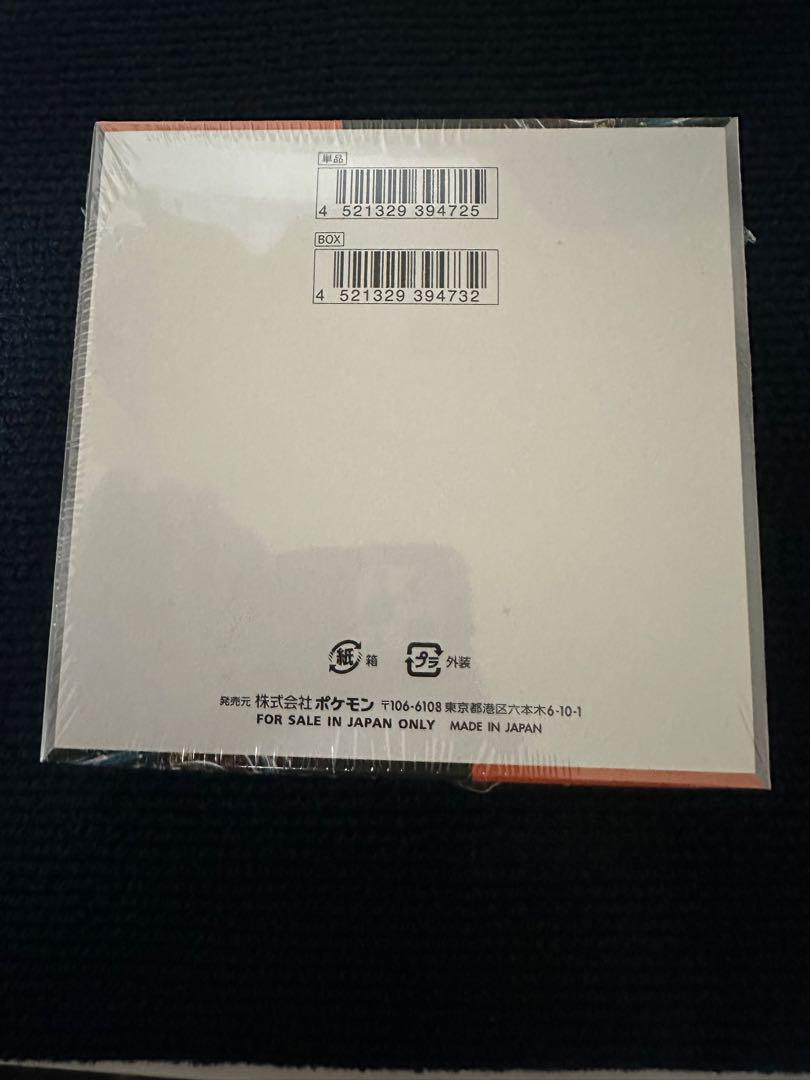 単品
4 521329 394725
BOX
4 521329 394732
紙 箱 プラ 外装
発売元 株式会社 ポケモン 〒106-6108 東京都港区六本木6-10-1
FOR SALE IN JAPAN ONLY MADE IN JAPAN